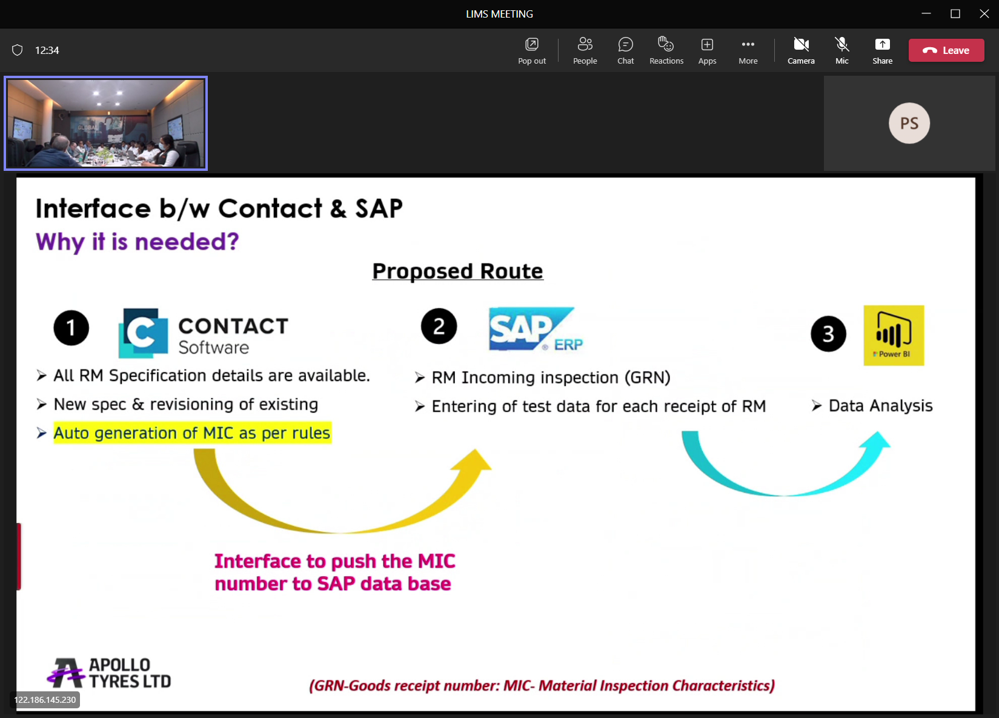 LIMS MEETING
12:34
Pop out
People
Chat
Reactions
Apps
More
Camera
Mic
Share
Leave
GLOBAL
PS
Interface b/w Contact & SAP
Why it is needed?
Proposed Route
1
C CONTACT
Software
➢ All RM Specification details are available.
➢ New spec & revisioning of existing
➢ Auto generation of MIC as per rules
2
SAP ® ERP
➢ RM Incoming inspection (GRN)
➢ Entering of test data for each receipt of RM
3
Power BI
➢ Data Analysis
Interface to push the MIC
number to SAP data base
APOLLO
TYRES LTD
(GRN-Goods receipt number: MIC- Material Inspection Characteristics)
122.186.145.230